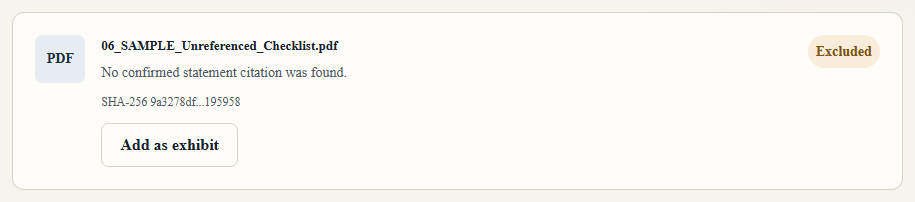 PDF
06_SAMPLE_Unreferenced_Checklist.pdf
Excluded
No confirmed statement citation was found.
SHA-256 9a3278df...195958
Add as exhibit